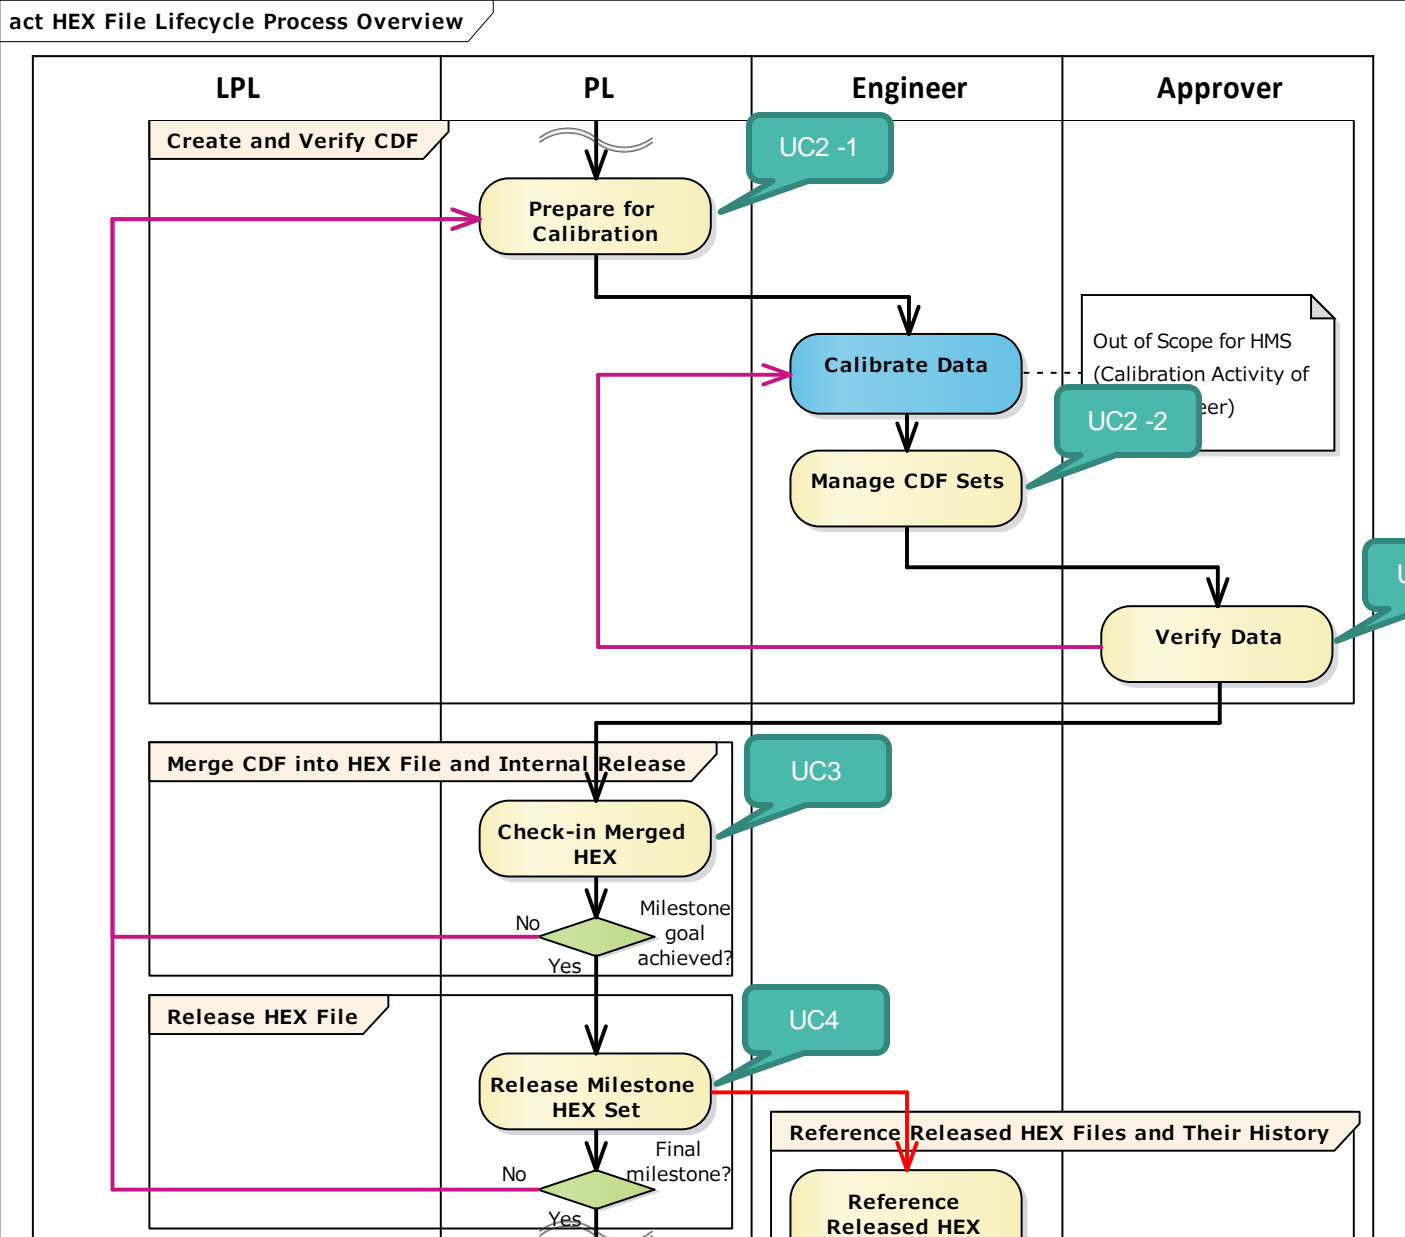 act HEX File Lifecycle Process Overview
LPL
PL
Engineer
Approver
Create and Verify CDF
UC2 -1
Prepare for
Calibration
Out of Scope for HMS
(Calibration Activity of
Calibrate Data
UC2 -2
Manage CDF Sets
Verify Data
Merge CDF into HEX File and Internal Release
UC3
Check-in Merged
HEX
No
Milestone
goal
achieved?
Yes
Release HEX File
UC4
Release Milestone
HEX Set
Reference Released HEX Files and Their History
Final
milestone?
No
Yes
Reference
Released HEX